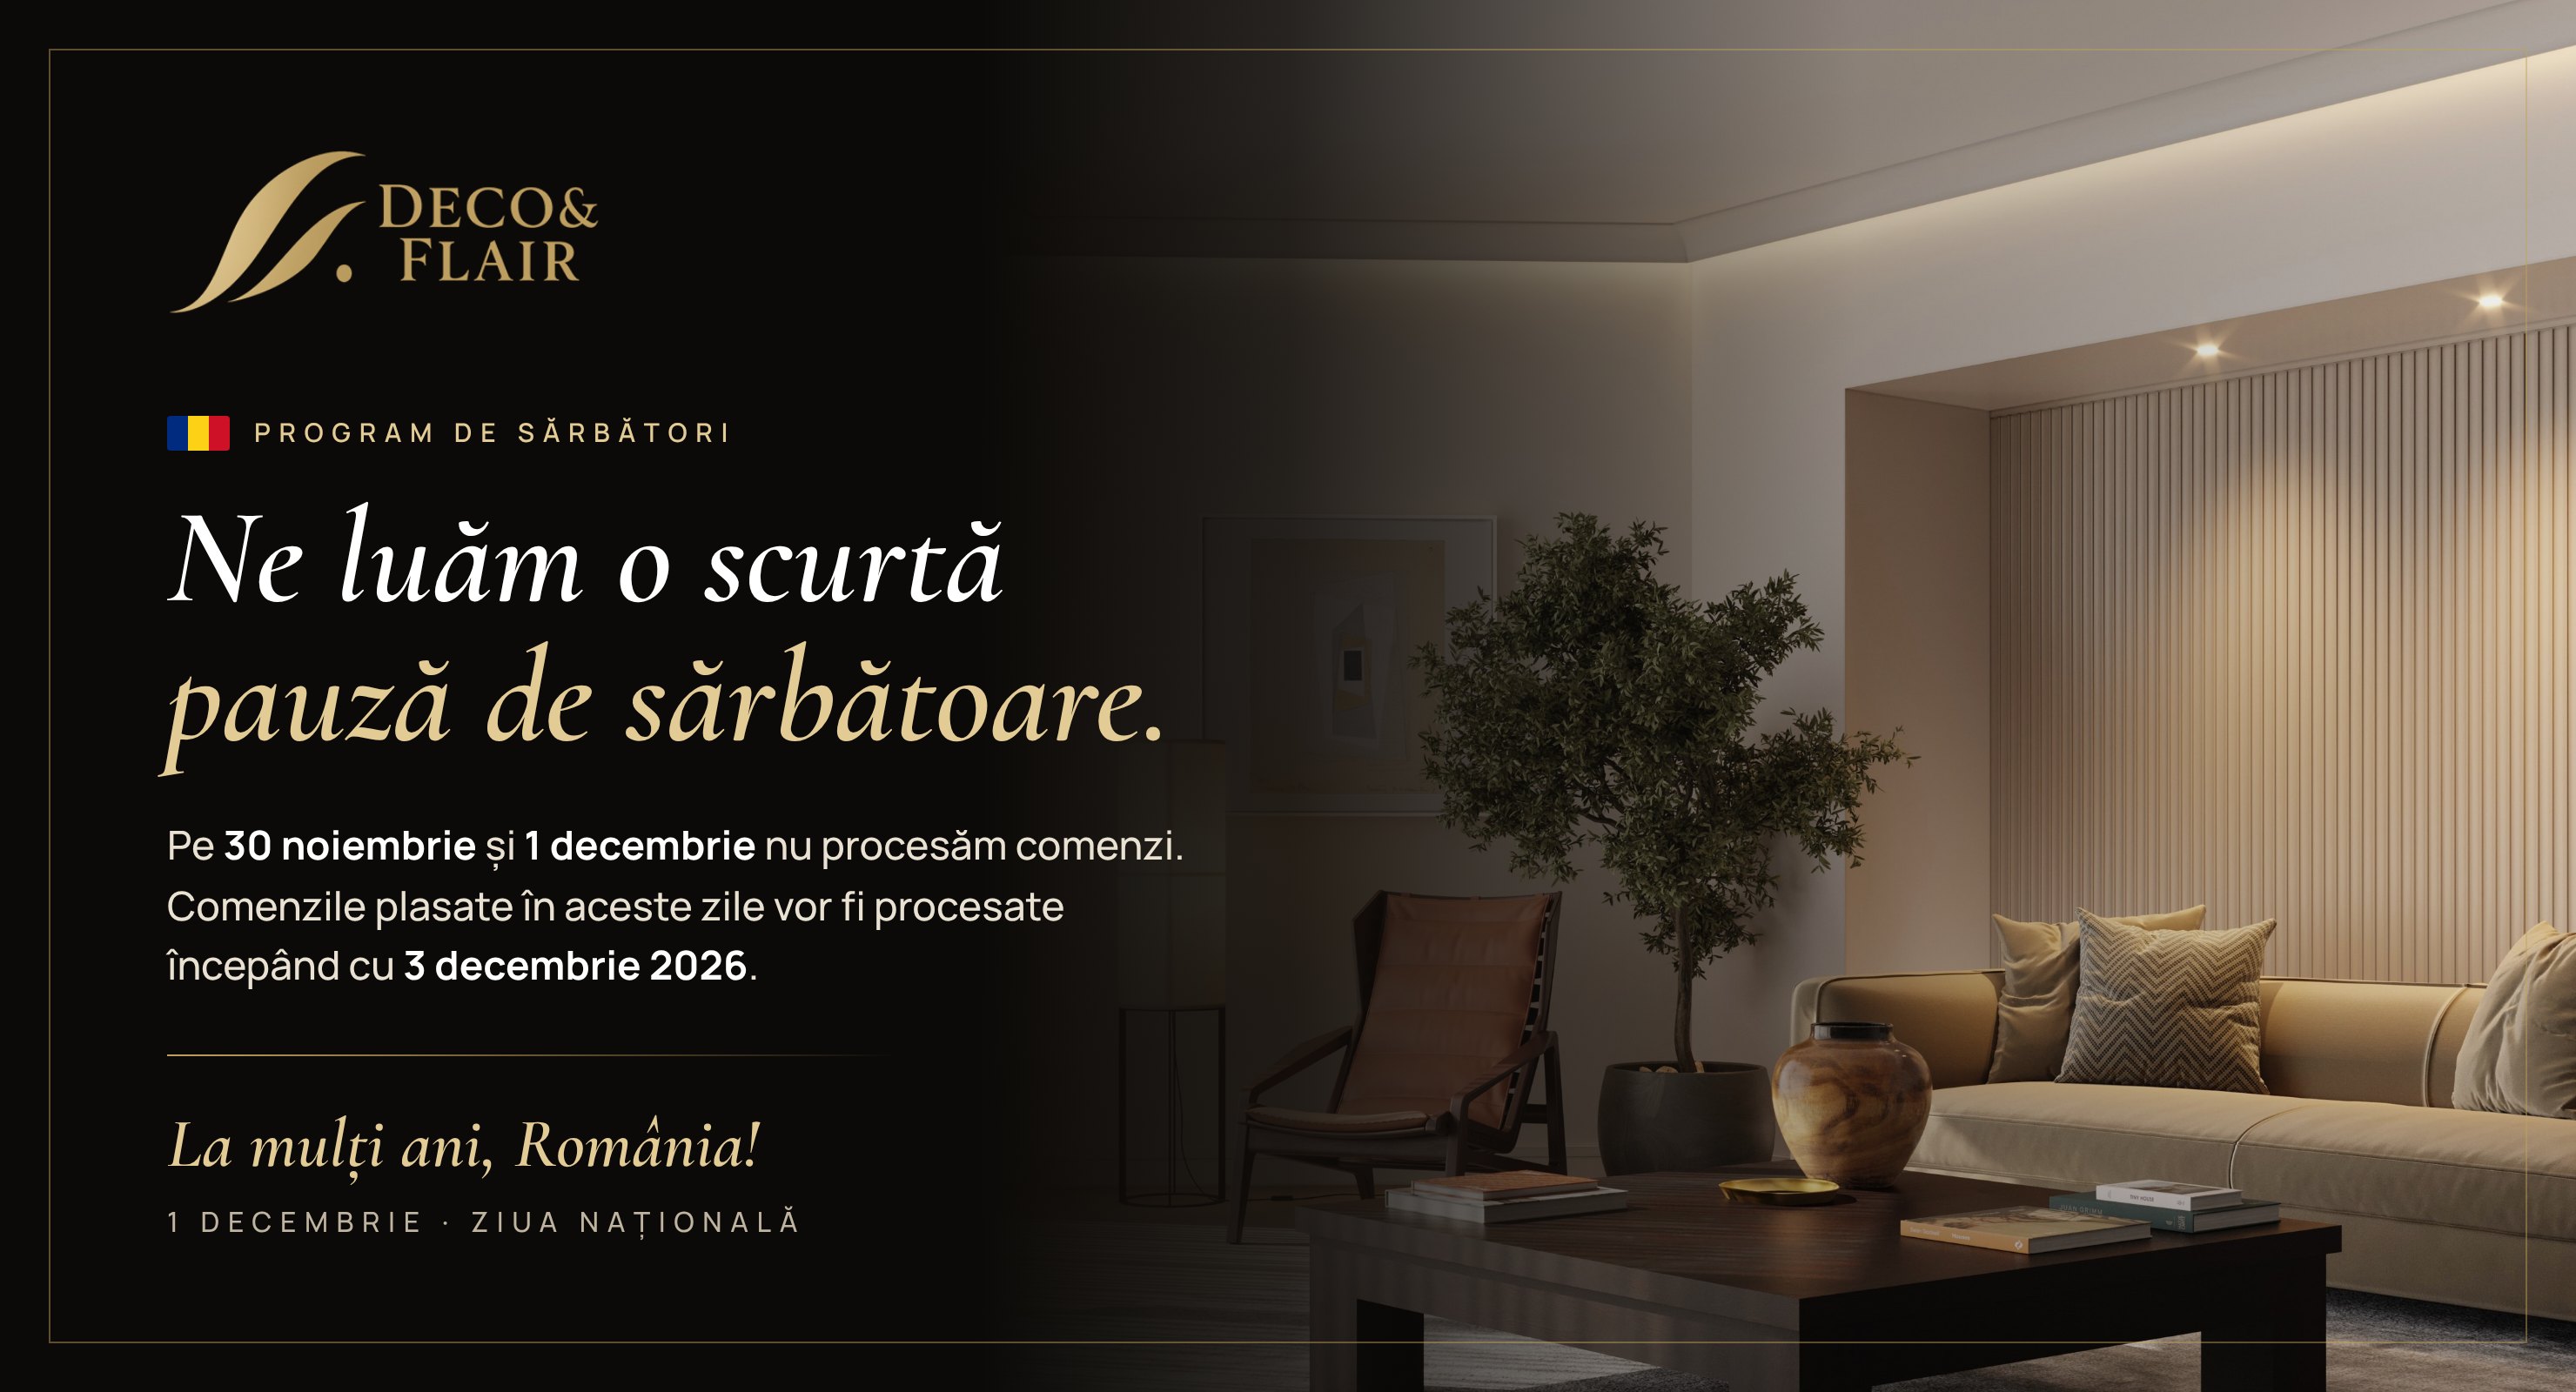 DECO&
FLAIR
PROGRAM DE SĂRBĂTORI
Ne luăm o scurtă
pauză de sărbătoare.
Pe 30 noiembrie și 1 decembrie nu procesăm comenzi.
Comenzile plasate în aceste zile vor fi procesate
începând cu 3 decembrie 2026.
La mulți ani, România!
1 DECEMBRIE · ZIUA NAȚIONALĂ